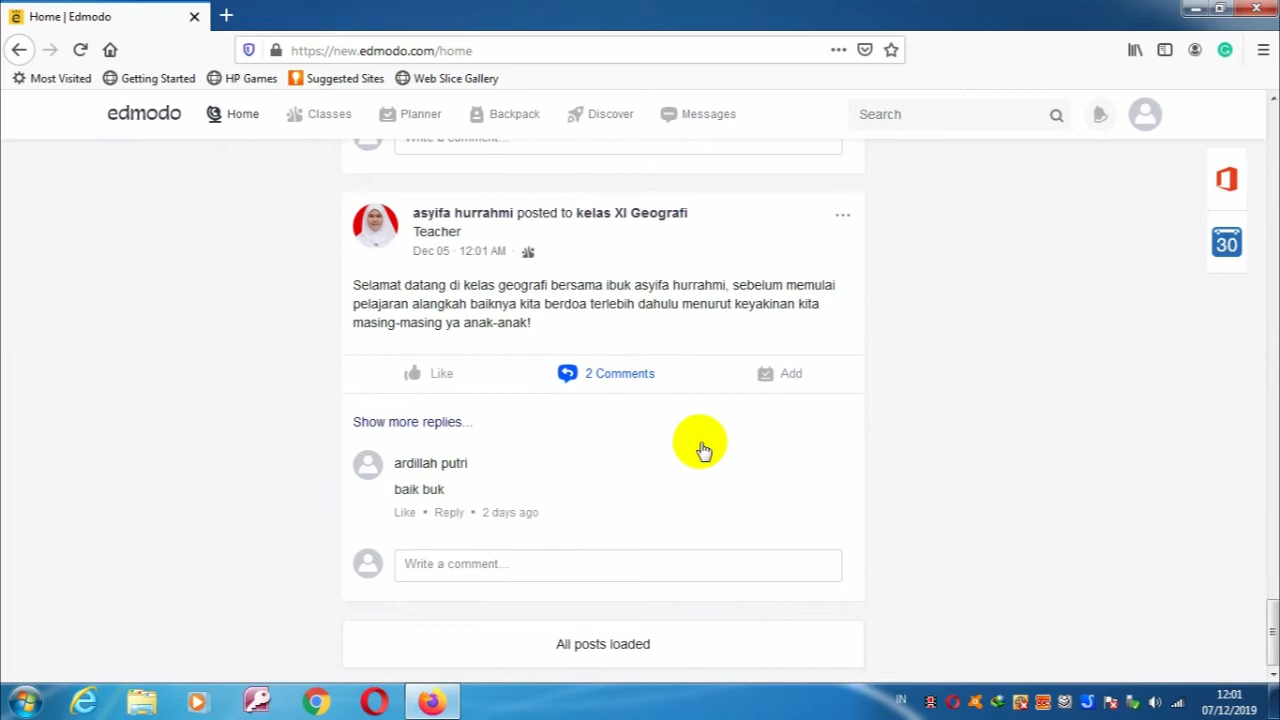 Home | Edmodo
https://new.edmodo.com/home
Most Visited Getting Started HP Games Suggested Sites Web Slice Gallery
edmodo Home Classes Planner Backpack Discover Messages Search
Write a comment...
asyifa hurrahmi posted to kelas XI Geografi
Teacher
Dec 05 · 12:01 AM ·
30
Selamat datang di kelas geografi bersama ibuk asyifa hurrahmi, sebelum memulai
pelajaran alangkah baiknya kita berdoa terlebih dahulu menurut keyakinan kita
masing-masing ya anak-anak!
Like 2 Comments Add
Show more replies...
ardillah putri
baik buk
Like • Reply • 2 days ago
Write a comment...
All posts loaded
IN 12:01
07/12/2019